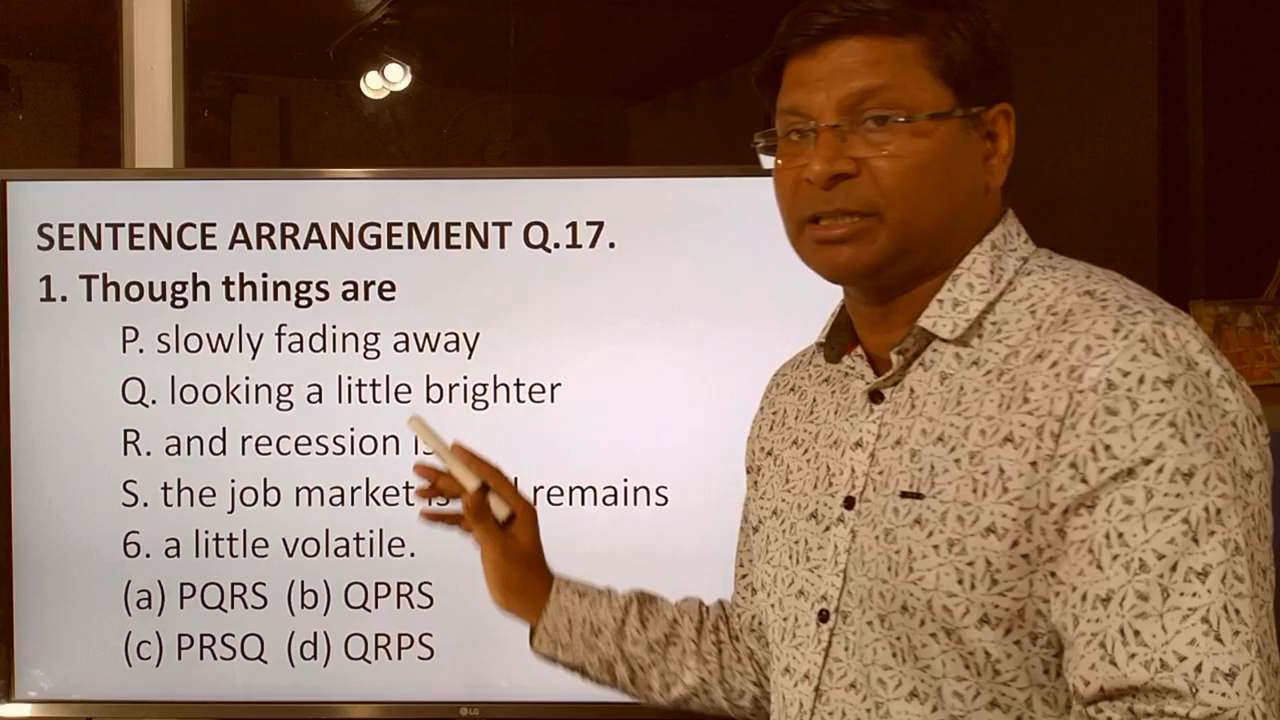 SENTENCE ARRANGEMENT Q.17.
1. Though things are
P. slowly fading away
Q. looking a little brighter
R. and recession
S. the job market remains
6. a little volatile.
(a) PQRS (b) QPRS
(c) PRSQ (d) QRPS
LG